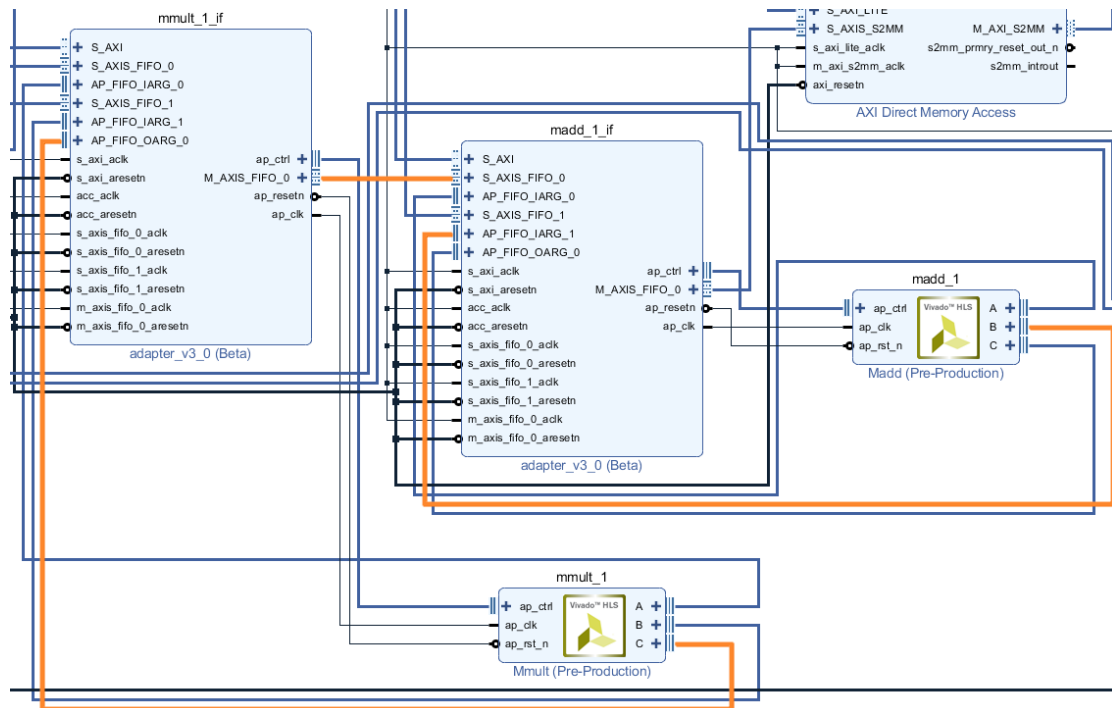 mmult_1_if
S_AXI
S_AXIS_FIFO_0
AP_FIFO_IARG_0
S_AXIS_FIFO_1
AP_FIFO_IARG_1
AP_FIFO_OARG_0
s_axi_aclk
s_axi_aresetn
acc_aclk
acc_aresetn
s_axis_fifo_0_aclk
s_axis_fifo_0_aresetn
s_axis_fifo_1_aclk
s_axis_fifo_1_aresetn
m_axis_fifo_0_aclk
m_axis_fifo_0_aresetn
ap_ctrl
M_AXIS_FIFO_0
ap_resetn
ap_clk
adapter_v3_0 (Beta)
S_AXI_LITE
S_AXIS_S2MM
s_axi_lite_aclk
m_axi_s2mm_aclk
axi_resetn
M_AXI_S2MM
s2mm_prmry_reset_out_n
s2mm_introut
AXI Direct Memory Access
madd_1_if
S_AXI
S_AXIS_FIFO_0
AP_FIFO_IARG_0
S_AXIS_FIFO_1
AP_FIFO_IARG_1
AP_FIFO_OARG_0
s_axi_aclk
s_axi_aresetn
acc_aclk
acc_aresetn
s_axis_fifo_0_aclk
s_axis_fifo_0_aresetn
s_axis_fifo_1_aclk
s_axis_fifo_1_aresetn
m_axis_fifo_0_aclk
m_axis_fifo_0_aresetn
ap_ctrl
M_AXIS_FIFO_0
ap_resetn
ap_clk
adapter_v3_0 (Beta)
madd_1
ap_ctrl
ap_clk
ap_rst_n
Vivado™ HLS
A
B
C
Madd (Pre-Production)
mmult_1
ap_ctrl
ap_clk
ap_rst_n
Vivado™ HLS
A
B
C
Mmult (Pre-Production)